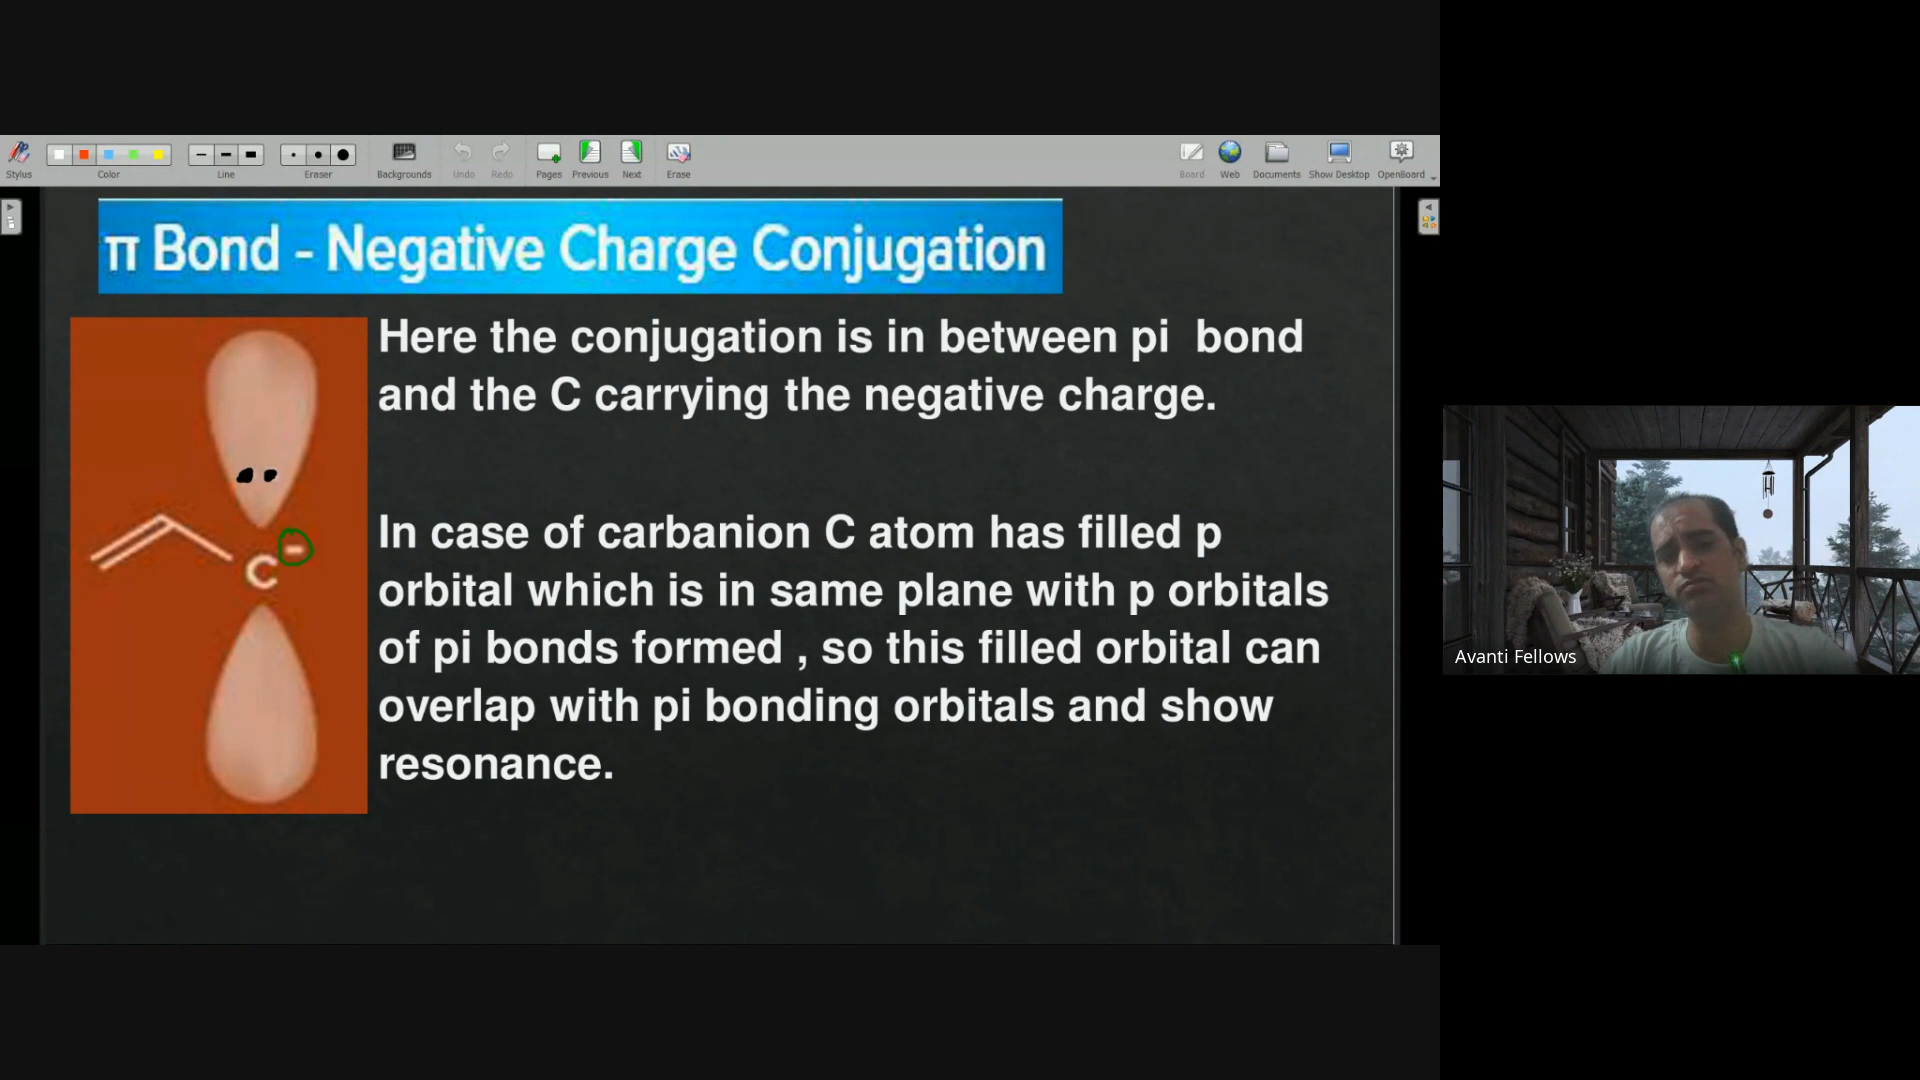 Stylus
Color
Line
Eraser
Backgrounds
Undo
Redo
Pages
Previous
Next
Erase
Board
Web
Documents
Show Desktop
OpenBoard
π Bond - Negative Charge Conjugation
Here the conjugation is in between pi bond
and the C carrying the negative charge.
C -
In case of carbanion C atom has filled p
orbital which is in same plane with p orbitals
of pi bonds formed , so this filled orbital can
overlap with pi bonding orbitals and show
resonance.
Avanti Fellows